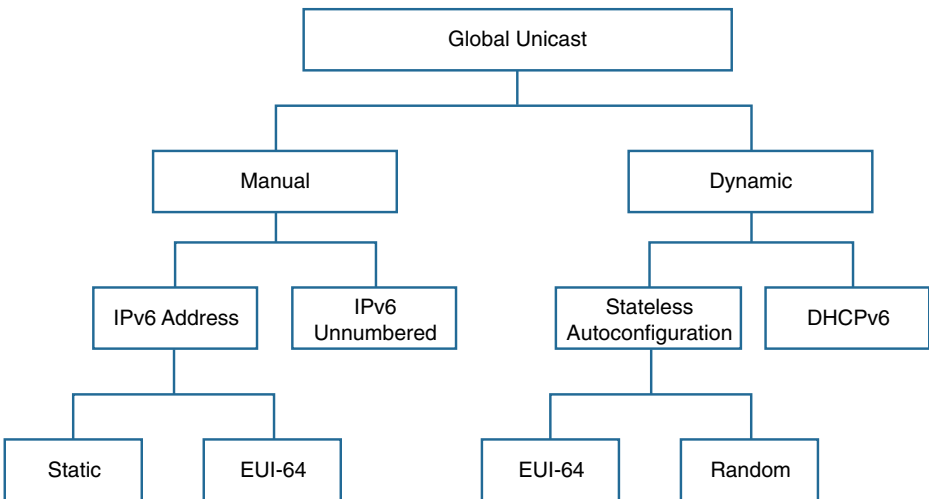 Global Unicast
Manual
Dynamic
IPv6 Address
IPv6
Unnumbered
Stateless
Autoconfiguration
DHCPv6
Static
EUI-64
EUI-64
Random